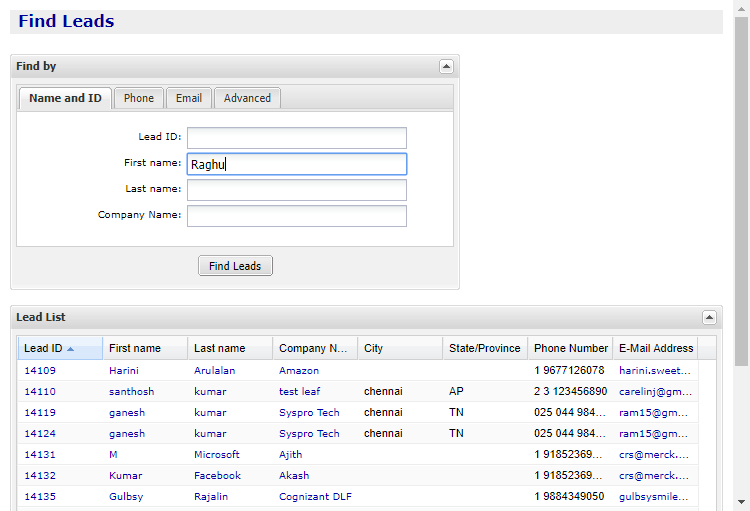 Find Leads
Find by
Name and ID Phone Email Advanced
Lead ID:
First name: Raghu
Last name:
Company Name:
Find Leads
Lead List
Lead ID First name Last name Company N... City State/Province Phone Number E-Mail Address
14109 Harini Arulalan Amazon 1 9677126078 harini.sweet...
14110 santhosh kumar test leaf chennai AP 2 3 123456890 carelinj@gm...
14119 ganesh kumar Syspro Tech chennai TN 025 044 984... ram15@gm...
14124 ganesh kumar Syspro Tech chennai TN 025 044 984... ram15@gm...
14131 M Microsoft Ajith 1 91852369... crs@merck....
14132 Kumar Facebook Akash 1 91852369... crs@merck....
14135 Gulbsy Rajalin Cognizant DLF 1 9884349050 gulbsysmile...